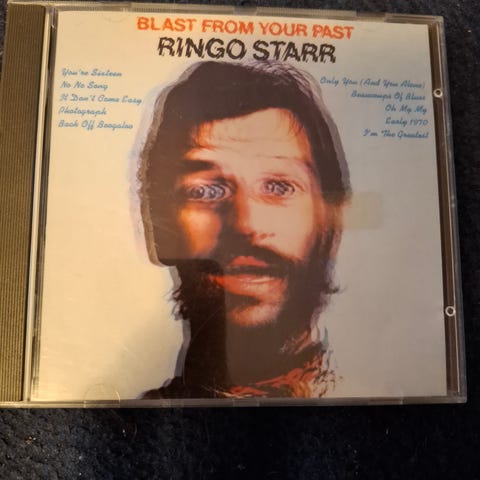 BLAST FROM YOUR PAST
RINGO STARR
You're Sixteen
No No Song
It Don't Come Easy
Photograph
Back Off Boogaloo
Only You (And You Alone)
Beaucoups Of Blues
Oh My My
Early 1970
I'm The Greatest